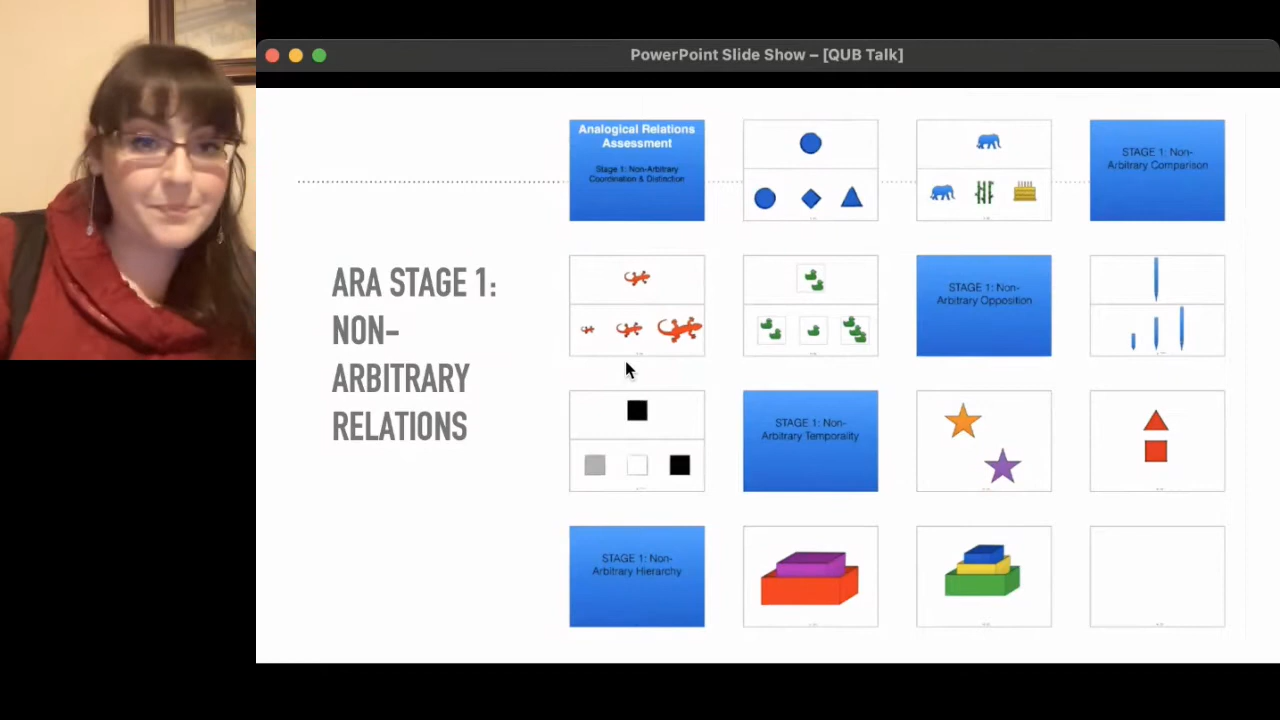 PowerPoint Slide Show – [QUB Talk]
ARA STAGE 1:
NON-
ARBITRARY
RELATIONS
Analogical Relations
Assessment
Stage 1: Non-Arbitrary
Coordination & Distinction
STAGE 1: Non-
Arbitrary Comparison
STAGE 1: Non-
Arbitrary Opposition
STAGE 1: Non-
Arbitrary Temporality
STAGE 1: Non-
Arbitrary Hierarchy